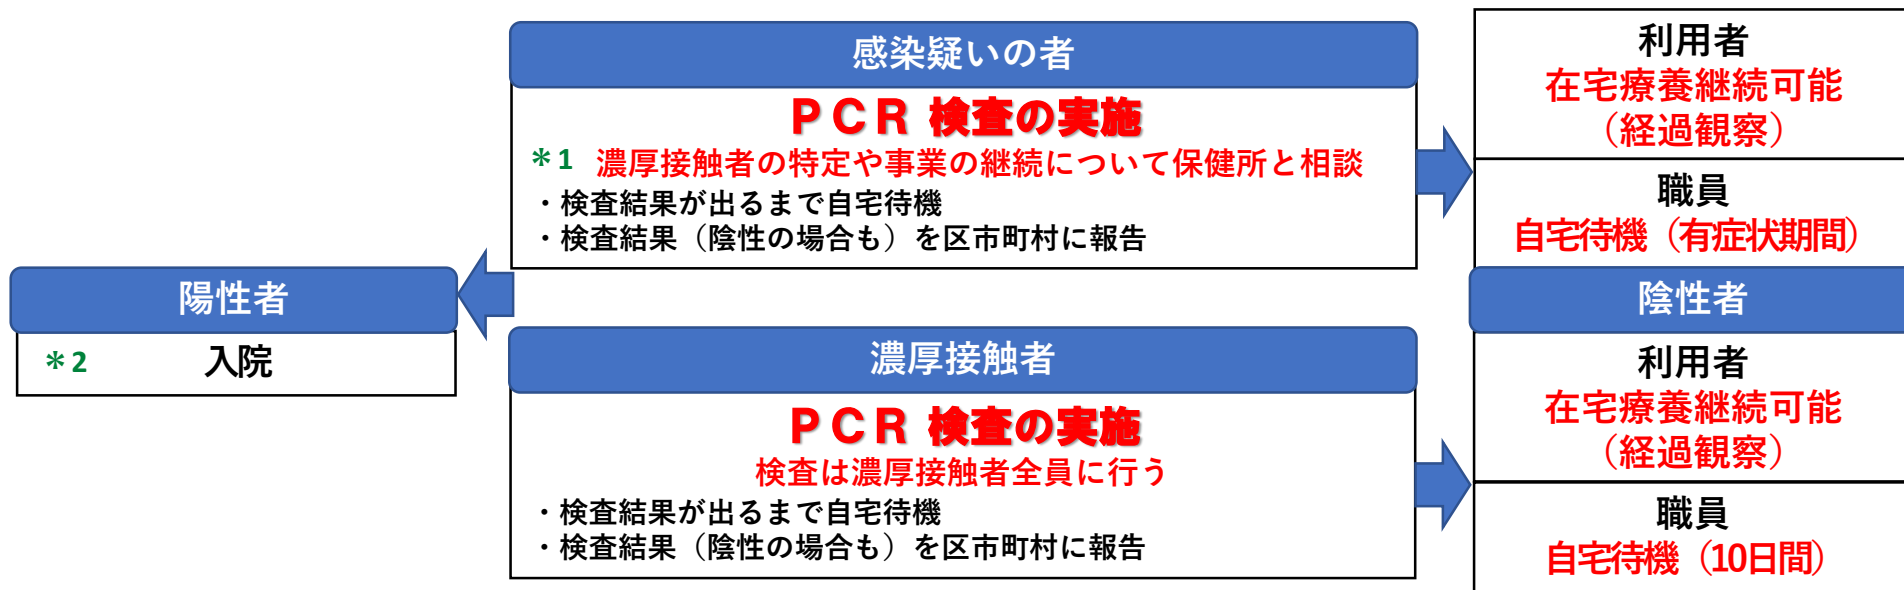 感染疑いの者
ＰＣＲ 検査の実施
＊1 濃厚接触者の特定や事業の継続について保健所と相談
・検査結果が出るまで自宅待機
・検査結果（陰性の場合も）を区市町村に報告
利用者
在宅療養継続可能
（経過観察）
職員
自宅待機（有症状期間）
陽性者
＊2 入院
濃厚接触者
ＰＣＲ 検査の実施
検査は濃厚接触者全員に行う
・検査結果が出るまで自宅待機
・検査結果（陰性の場合も）を区市町村に報告
陰性者
利用者
在宅療養継続可能
（経過観察）
職員
自宅待機（10日間）